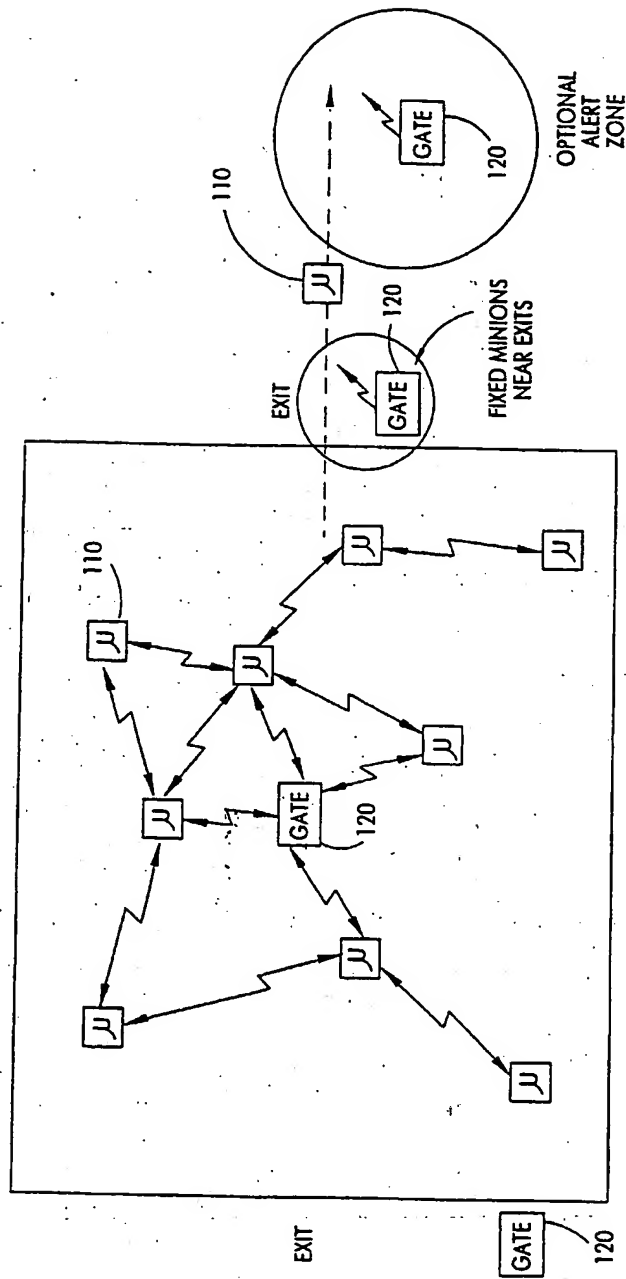 110
μ
μ
μ
110
μ
EXIT
EXIT
GATE
120
μ
μ
μ
μ
GATE
120
GATE
120
μ
FIXED MINIONS
NEAR EXITS
μ
μ
GATE
120
OPTIONAL
ALERT
ZONE